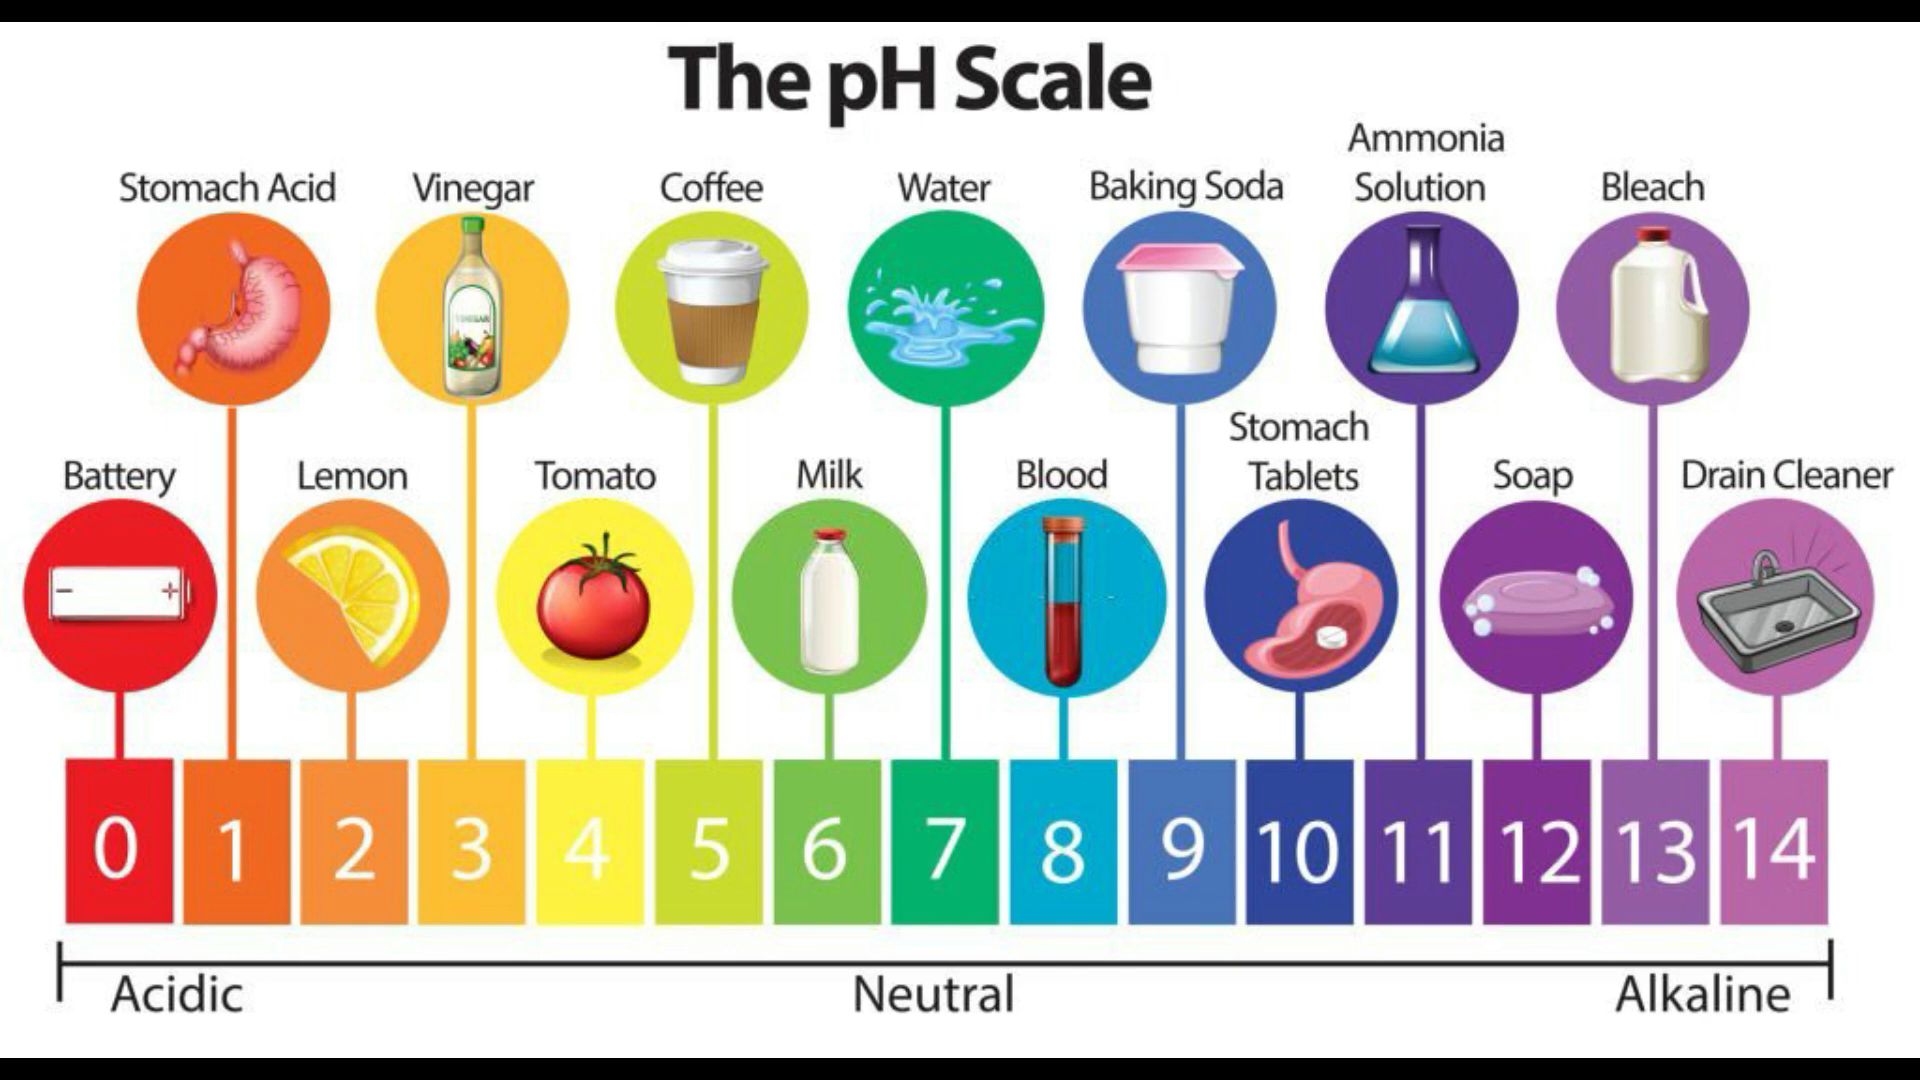 The pH Scale
Stomach Acid
Vinegar
Coffee
Water
Baking Soda
Ammonia
Solution
Bleach
VINEGAR
Battery
Lemon
Tomato
Milk
Blood
Stomach
Tablets
Soap
Drain Cleaner
- +
0 1 2 3 4 5 6 7 8 9 10 11 12 13 14
Acidic Neutral Alkaline